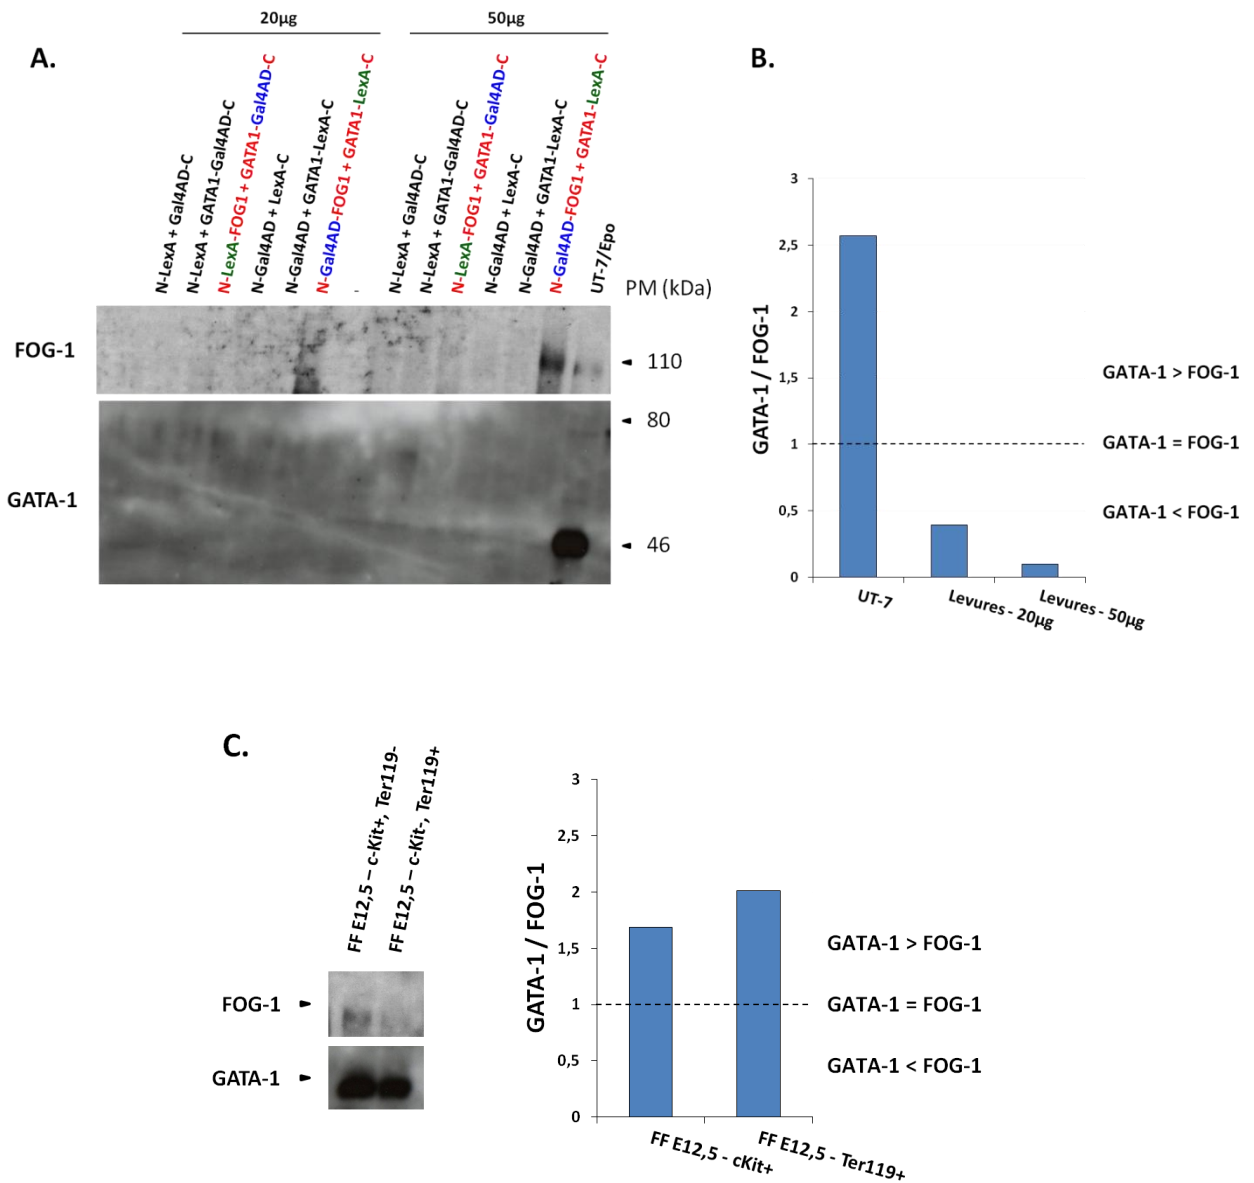 20µg
50µg
A.
B.
N-LexA + Gal4AD-C
N-LexA + GATA1-Gal4AD-C
N-LexA-FOG1 + GATA1-Gal4AD-C
N-Gal4AD + LexA-C
N-Gal4AD + GATA1-LexA-C
N-Gal4AD-FOG1 + GATA1-LexA-C
-
N-LexA + Gal4AD-C
N-LexA + GATA1-Gal4AD-C
N-LexA-FOG1 + GATA1-Gal4AD-C
N-Gal4AD + LexA-C
N-Gal4AD + GATA1-LexA-C
N-Gal4AD-FOG1 + GATA1-LexA-C
UT-7/Epo
PM (kDa)
FOG-1
110
80
GATA-1
46
GATA-1 / FOG-1
3
2,5
2
1,5
1
0,5
0
UT-7
Levures - 20µg
Levures - 50µg
GATA-1 > FOG-1
GATA-1 = FOG-1
GATA-1 < FOG-1
C.
FF E12,5 – c-Kit+, Ter119-
FF E12,5 – c-Kit-, Ter119+
FOG-1
GATA-1
GATA-1 / FOG-1
3
2,5
2
1,5
1
0,5
0
FF E12,5 - cKit+
FF E12,5 - Ter119+
GATA-1 > FOG-1
GATA-1 = FOG-1
GATA-1 < FOG-1